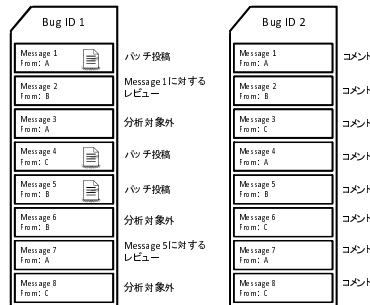 Bug ID 1
Message 1
From: A
パッチ投稿
Message 2
From: B
Message 1に対する
レビュー
Message 3
From: A
分析対象外
Message 4
From: C
パッチ投稿
Message 5
From: B
パッチ投稿
Message 6
From: B
分析対象外
Message 7
From: A
Message 5に対する
レビュー
Message 8
From: C
分析対象外
Bug ID 2
Message 1
From: A
コメント
Message 2
From: B
コメント
Message 3
From: C
コメント
Message 4
From: A
コメント
Message 5
From: B
コメント
Message 6
From: C
コメント
Message 7
From: A
コメント
Message 8
From: C
コメント